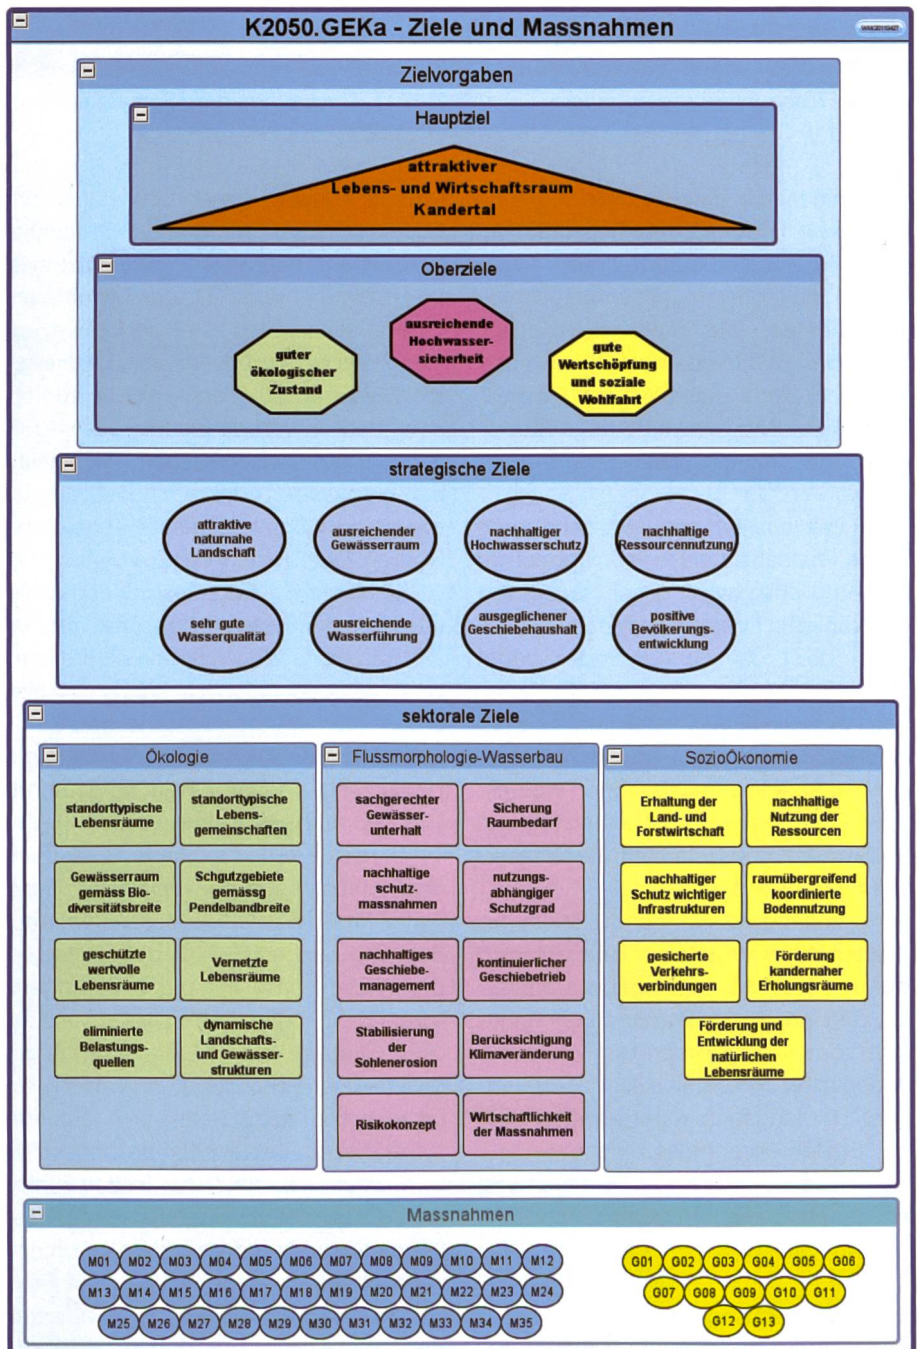 K2050.GEKa - Ziele und Massnahmen
Zielvorgaben
Hauptziel
attraktiver
Lebens- und Wirtschaftsraum
Kandertal
Oberziele
guter
ökologischer
Zustand
ausreichende
Hochwasser-
sicherheit
gute
Wertschöpfung
und soziale
Wohlfahrt
strategische Ziele
attraktive
naturnahe
Landschaft
ausreichender
Gewässerraum
nachhaltiger
Hochwasserschutz
nachhaltige
Ressourcennutzung
sehr gute
Wasserqualität
ausreichende
Wasserführung
ausgeglichener
Geschiebehaushalt
positive
Bevölkerungs-
entwicklung
sektorale Ziele
Ökologie
standorttypische
Lebensräume
standorttypische
Lebens-
gemeinschaften
Gewässerraum
gemäss Bio-
diversitätsbreite
Schgutzgebiete
gemässg
Pendelbandbreite
geschützte
wertvolle
Lebensräume
Vernetzte
Lebensräume
eliminierte
Belastungs-
quellen
dynamische
Landschafts-
und Gewässer-
strukturen
Flussmorphologie-Wasserbau
sachgerechter
Gewässer-
unterhalt
Sicherung
Raumbedarf
nachhaltige
schutz-
massnahmen
nutzungs-
abhängiger
Schutzgrad
nachhaltiges
Geschiebe-
management
kontinuierlicher
Geschiebetrieb
Stabilisierung
der
Sohlenerosion
Berücksichtigung
Klimaveränderung
Risikokonzept
Wirtschaftlichkeit
der Massnahmen
SozioÖkonomie
Erhaltung der
Land- und
Forstwirtschaft
nachhaltige
Nutzung der
Ressourcen
nachhaltiger
Schutz wichtiger
Infrastrukturen
raumübergreifend
koordinierte
Bodennutzung
gesicherte
Verkehrs-
verbindungen
Förderung
kandernaher
Erholungsräume
Förderung und
Entwicklung der
natürlichen
Lebensräume
Massnahmen
M01 M02 M03 M04 M05 M06 M07 M08 M09 M10 M11 M12
M13 M14 M15 M16 M17 M18 M19 M20 M21 M22 M23 M24
M25 M26 M27 M28 M29 M30 M31 M32 M33 M34 M35
G01 G02 G03 G04 G05 G06
G07 G08 G09 G10 G11
G12 G13